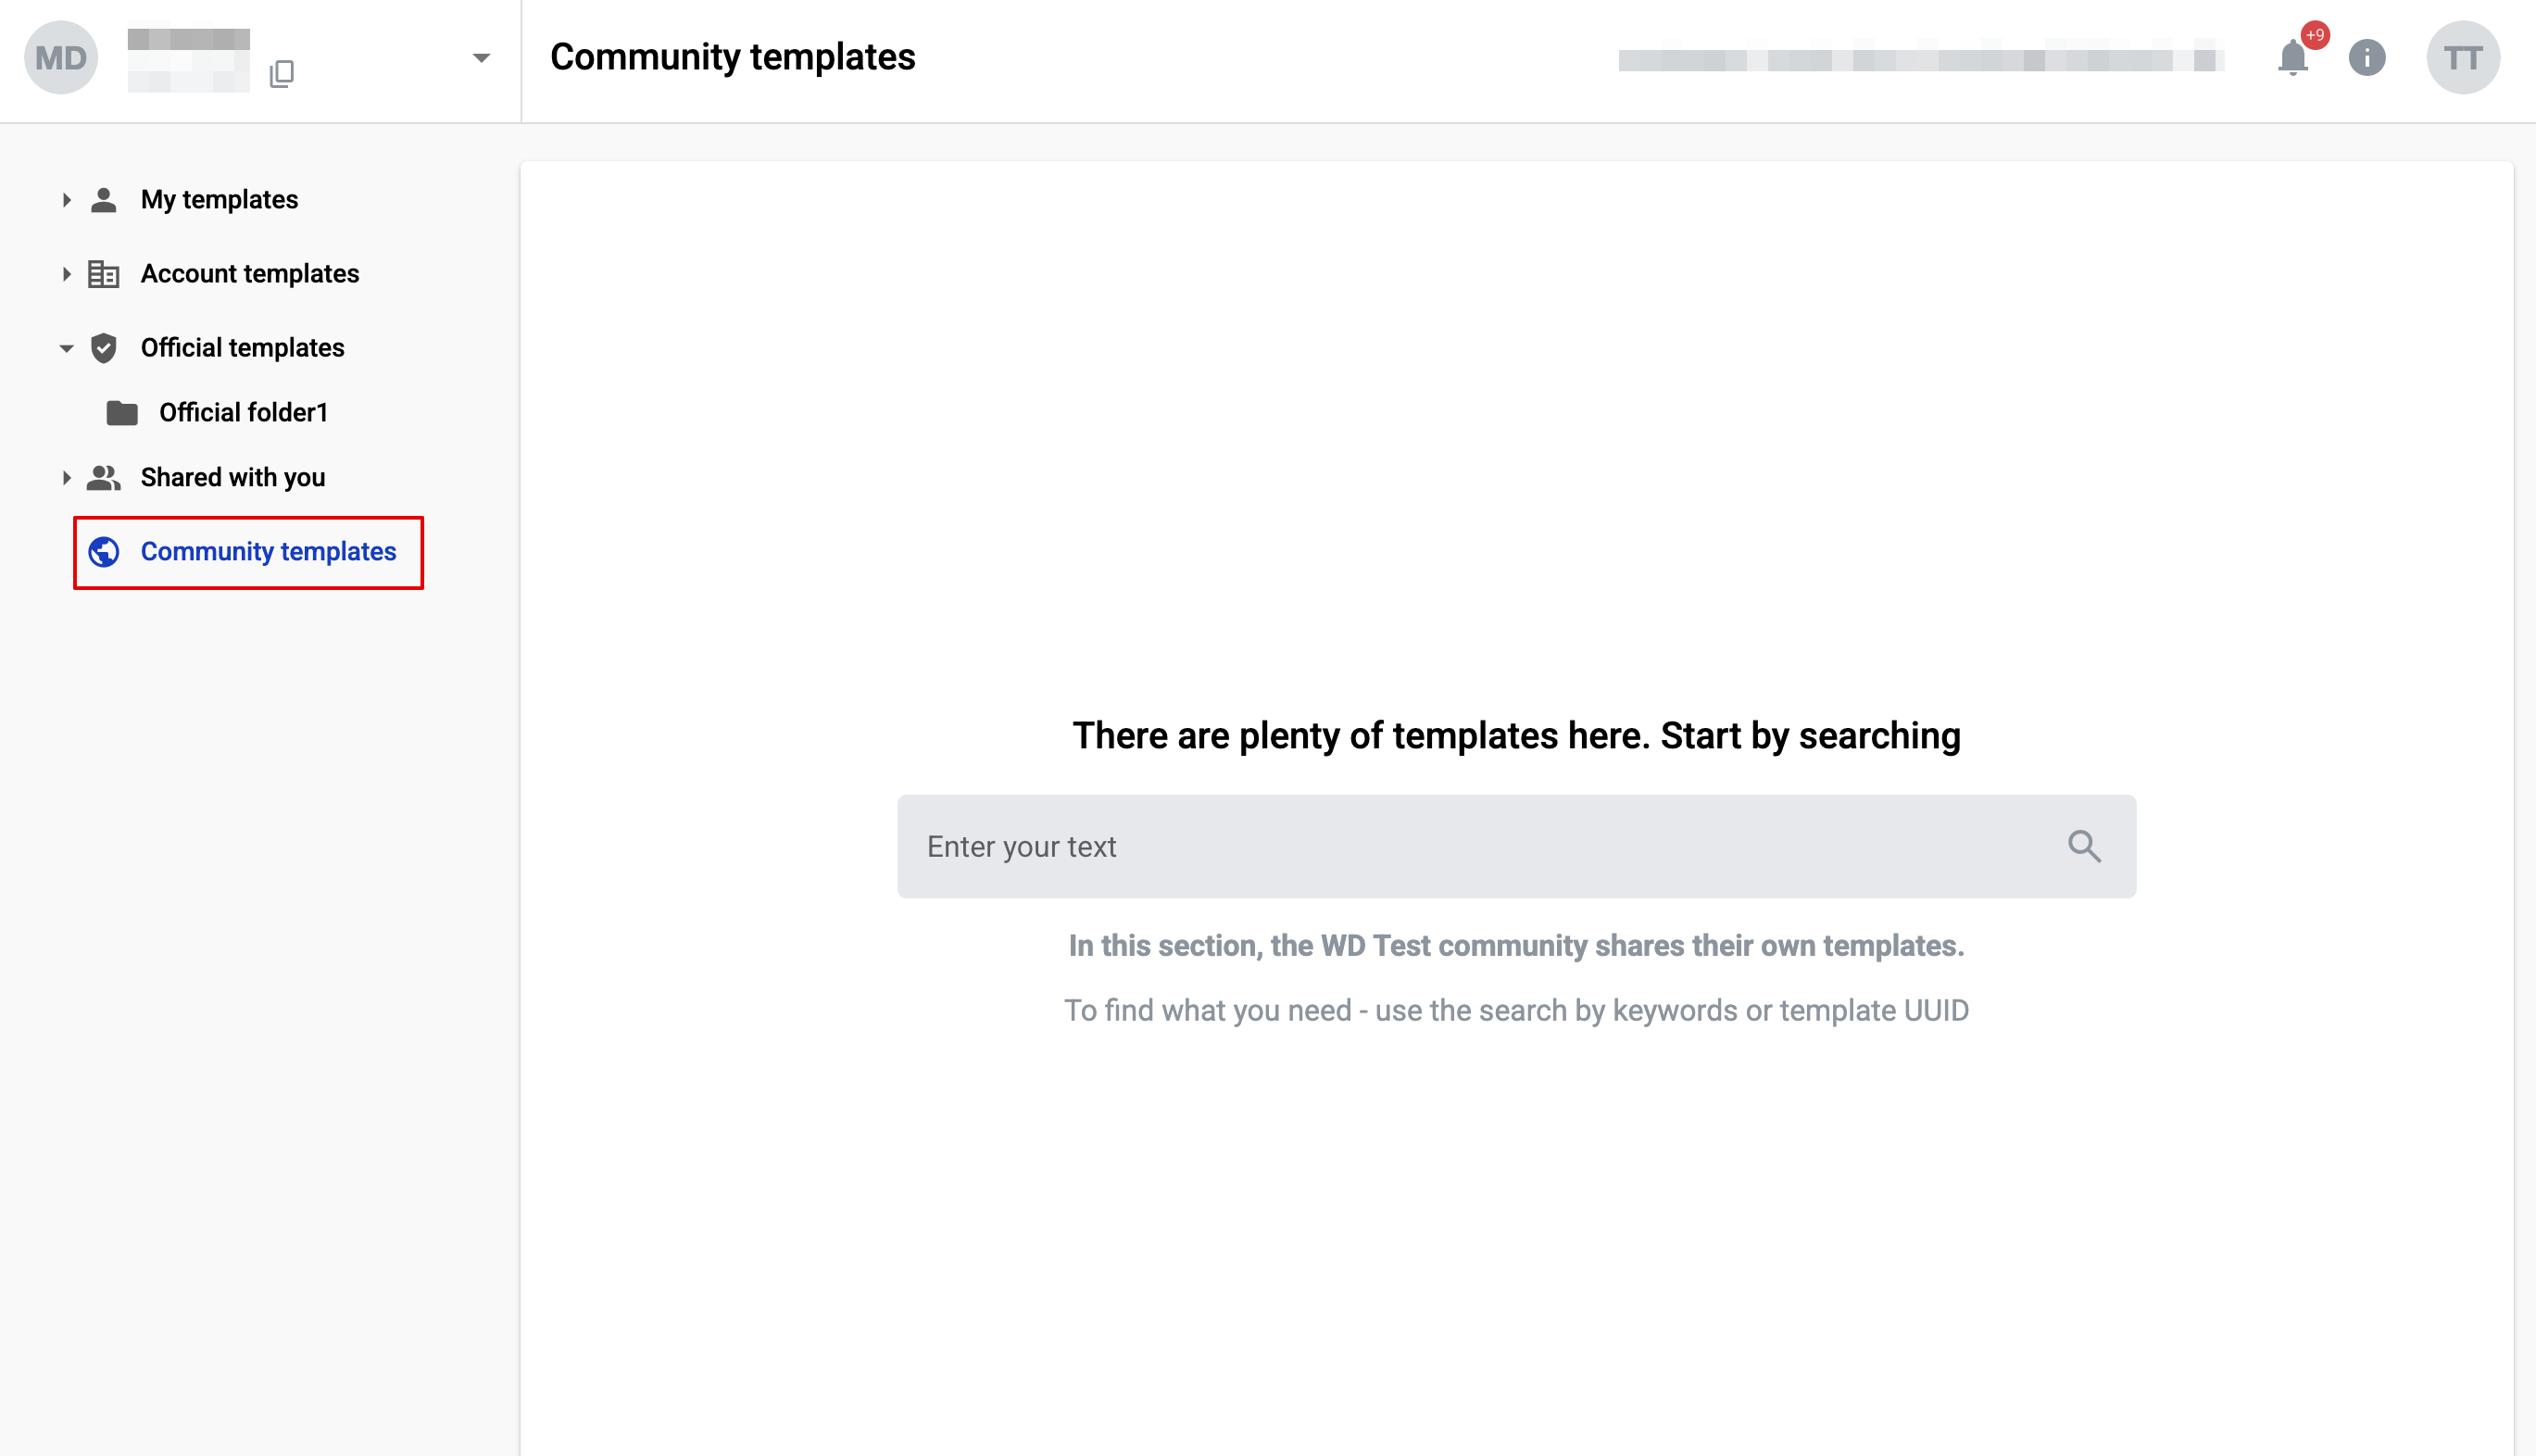 MD
Community templates
+9
TT
My templates
Account templates
Official templates
Official folder1
Shared with you
Community templates
There are plenty of templates here. Start by searching
Enter your text
In this section, the WD Test community shares their own templates.
To find what you need - use the search by keywords or template UUID